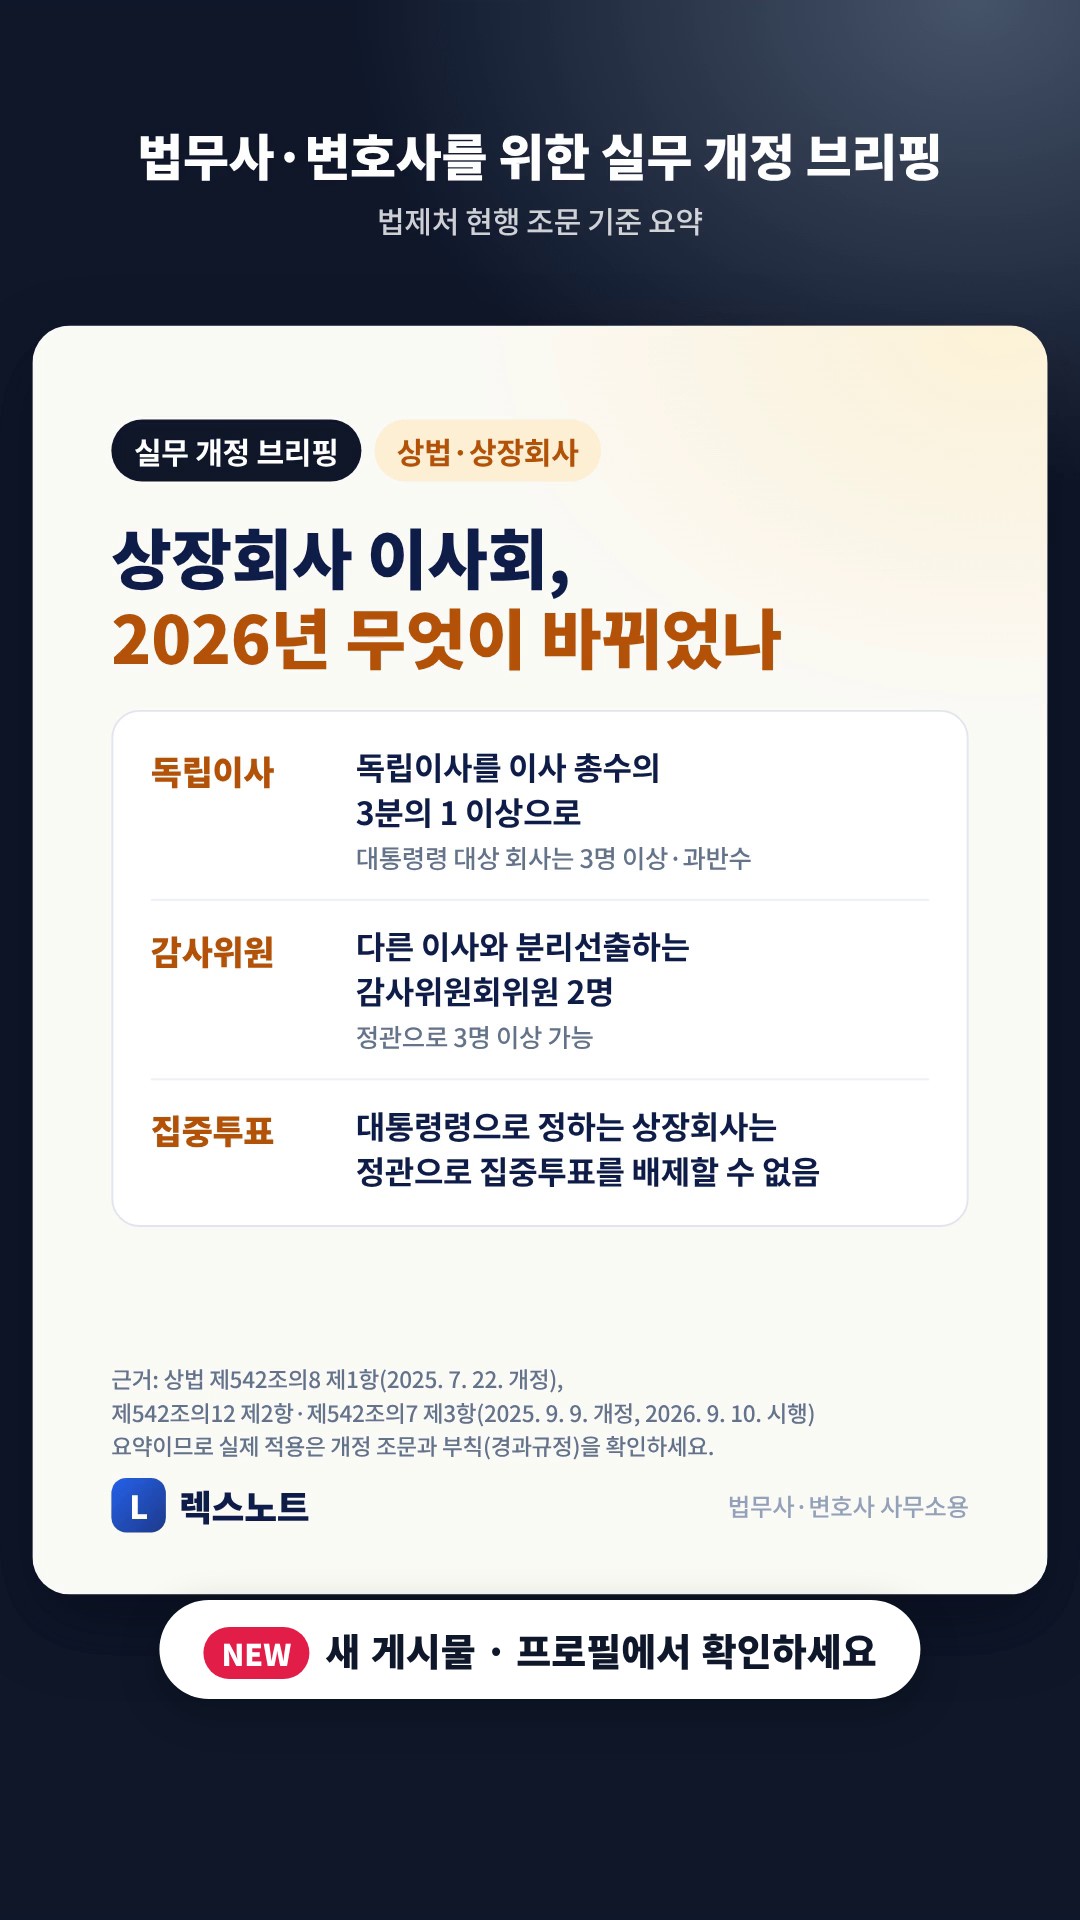 법무사·변호사를 위한 실무 개정 브리핑
법제처 현행 조문 기준 요약
실무 개정 브리핑
상법·상장회사
상장회사 이사회,
2026년 무엇이 바뀌었나
독립이사
독립이사를 이사 총수의
3분의 1 이상으로
대통령령 대상 회사는 3명 이상·과반수
감사위원
다른 이사와 분리선출하는
감사위원회위원 2명
정관으로 3명 이상 가능
집중투표
대통령령으로 정하는 상장회사는
정관으로 집중투표를 배제할 수 없음
근거: 상법 제542조의8 제1항(2025. 7. 22. 개정),
제542조의12 제2항·제542조의7 제3항(2025. 9. 9. 개정, 2026. 9. 10. 시행)
요약이므로 실제 적용은 개정 조문과 부칙(경과규정)을 확인하세요.
L 렉스노트
법무사·변호사 사무소용
NEW 새 게시물 · 프로필에서 확인하세요